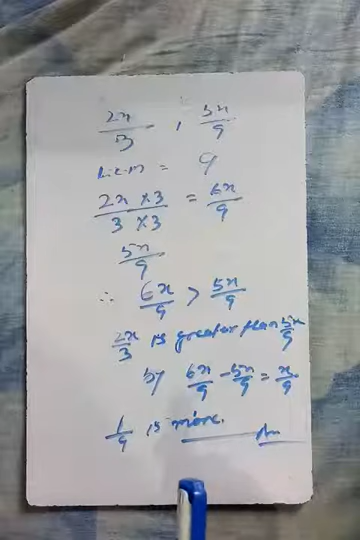 2x/3 , 5x/9
L.C.M = 9
2x × 3 / 3 × 3 = 6x/9
5x/9
∴ 6x/9 > 5x/9
2x/3 is greater than 5x/9
by 6x/9 - 5x/9 = x/9
1/9 is more.